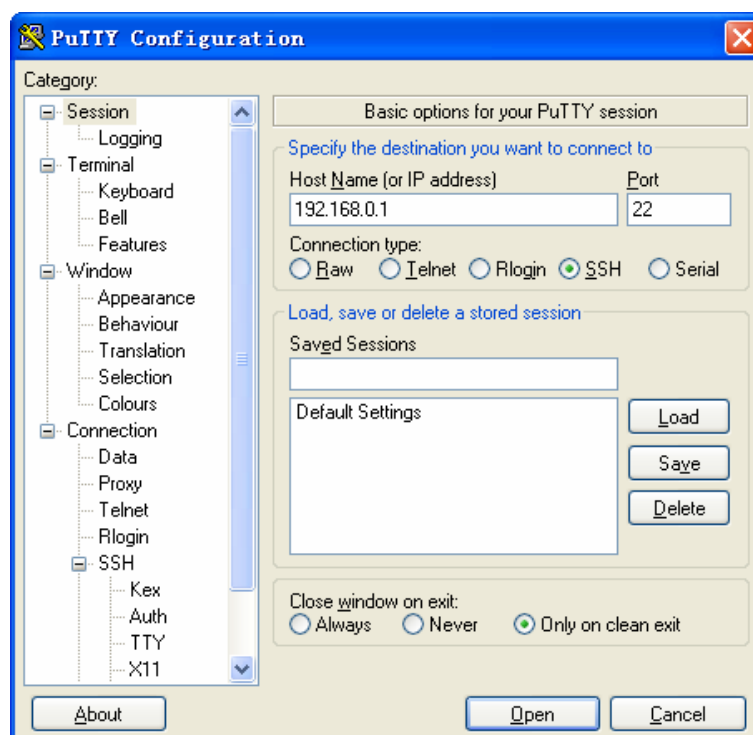 PuTTY Configuration
Category:
Session
Logging
Terminal
Keyboard
Bell
Features
Window
Appearance
Behaviour
Translation
Selection
Colours
Connection
Data
Proxy
Telnet
Rlogin
SSH
Kex
Auth
TTY
X11
Basic options for your PuTTY session
Specify the destination you want to connect to
Host Name (or IP address) Port
192.168.0.1 22
Connection type:
Raw Telnet Rlogin SSH Serial
Load, save or delete a stored session
Saved Sessions
Default Settings
Load
Save
Delete
Close window on exit:
Always Never Only on clean exit
About Open Cancel